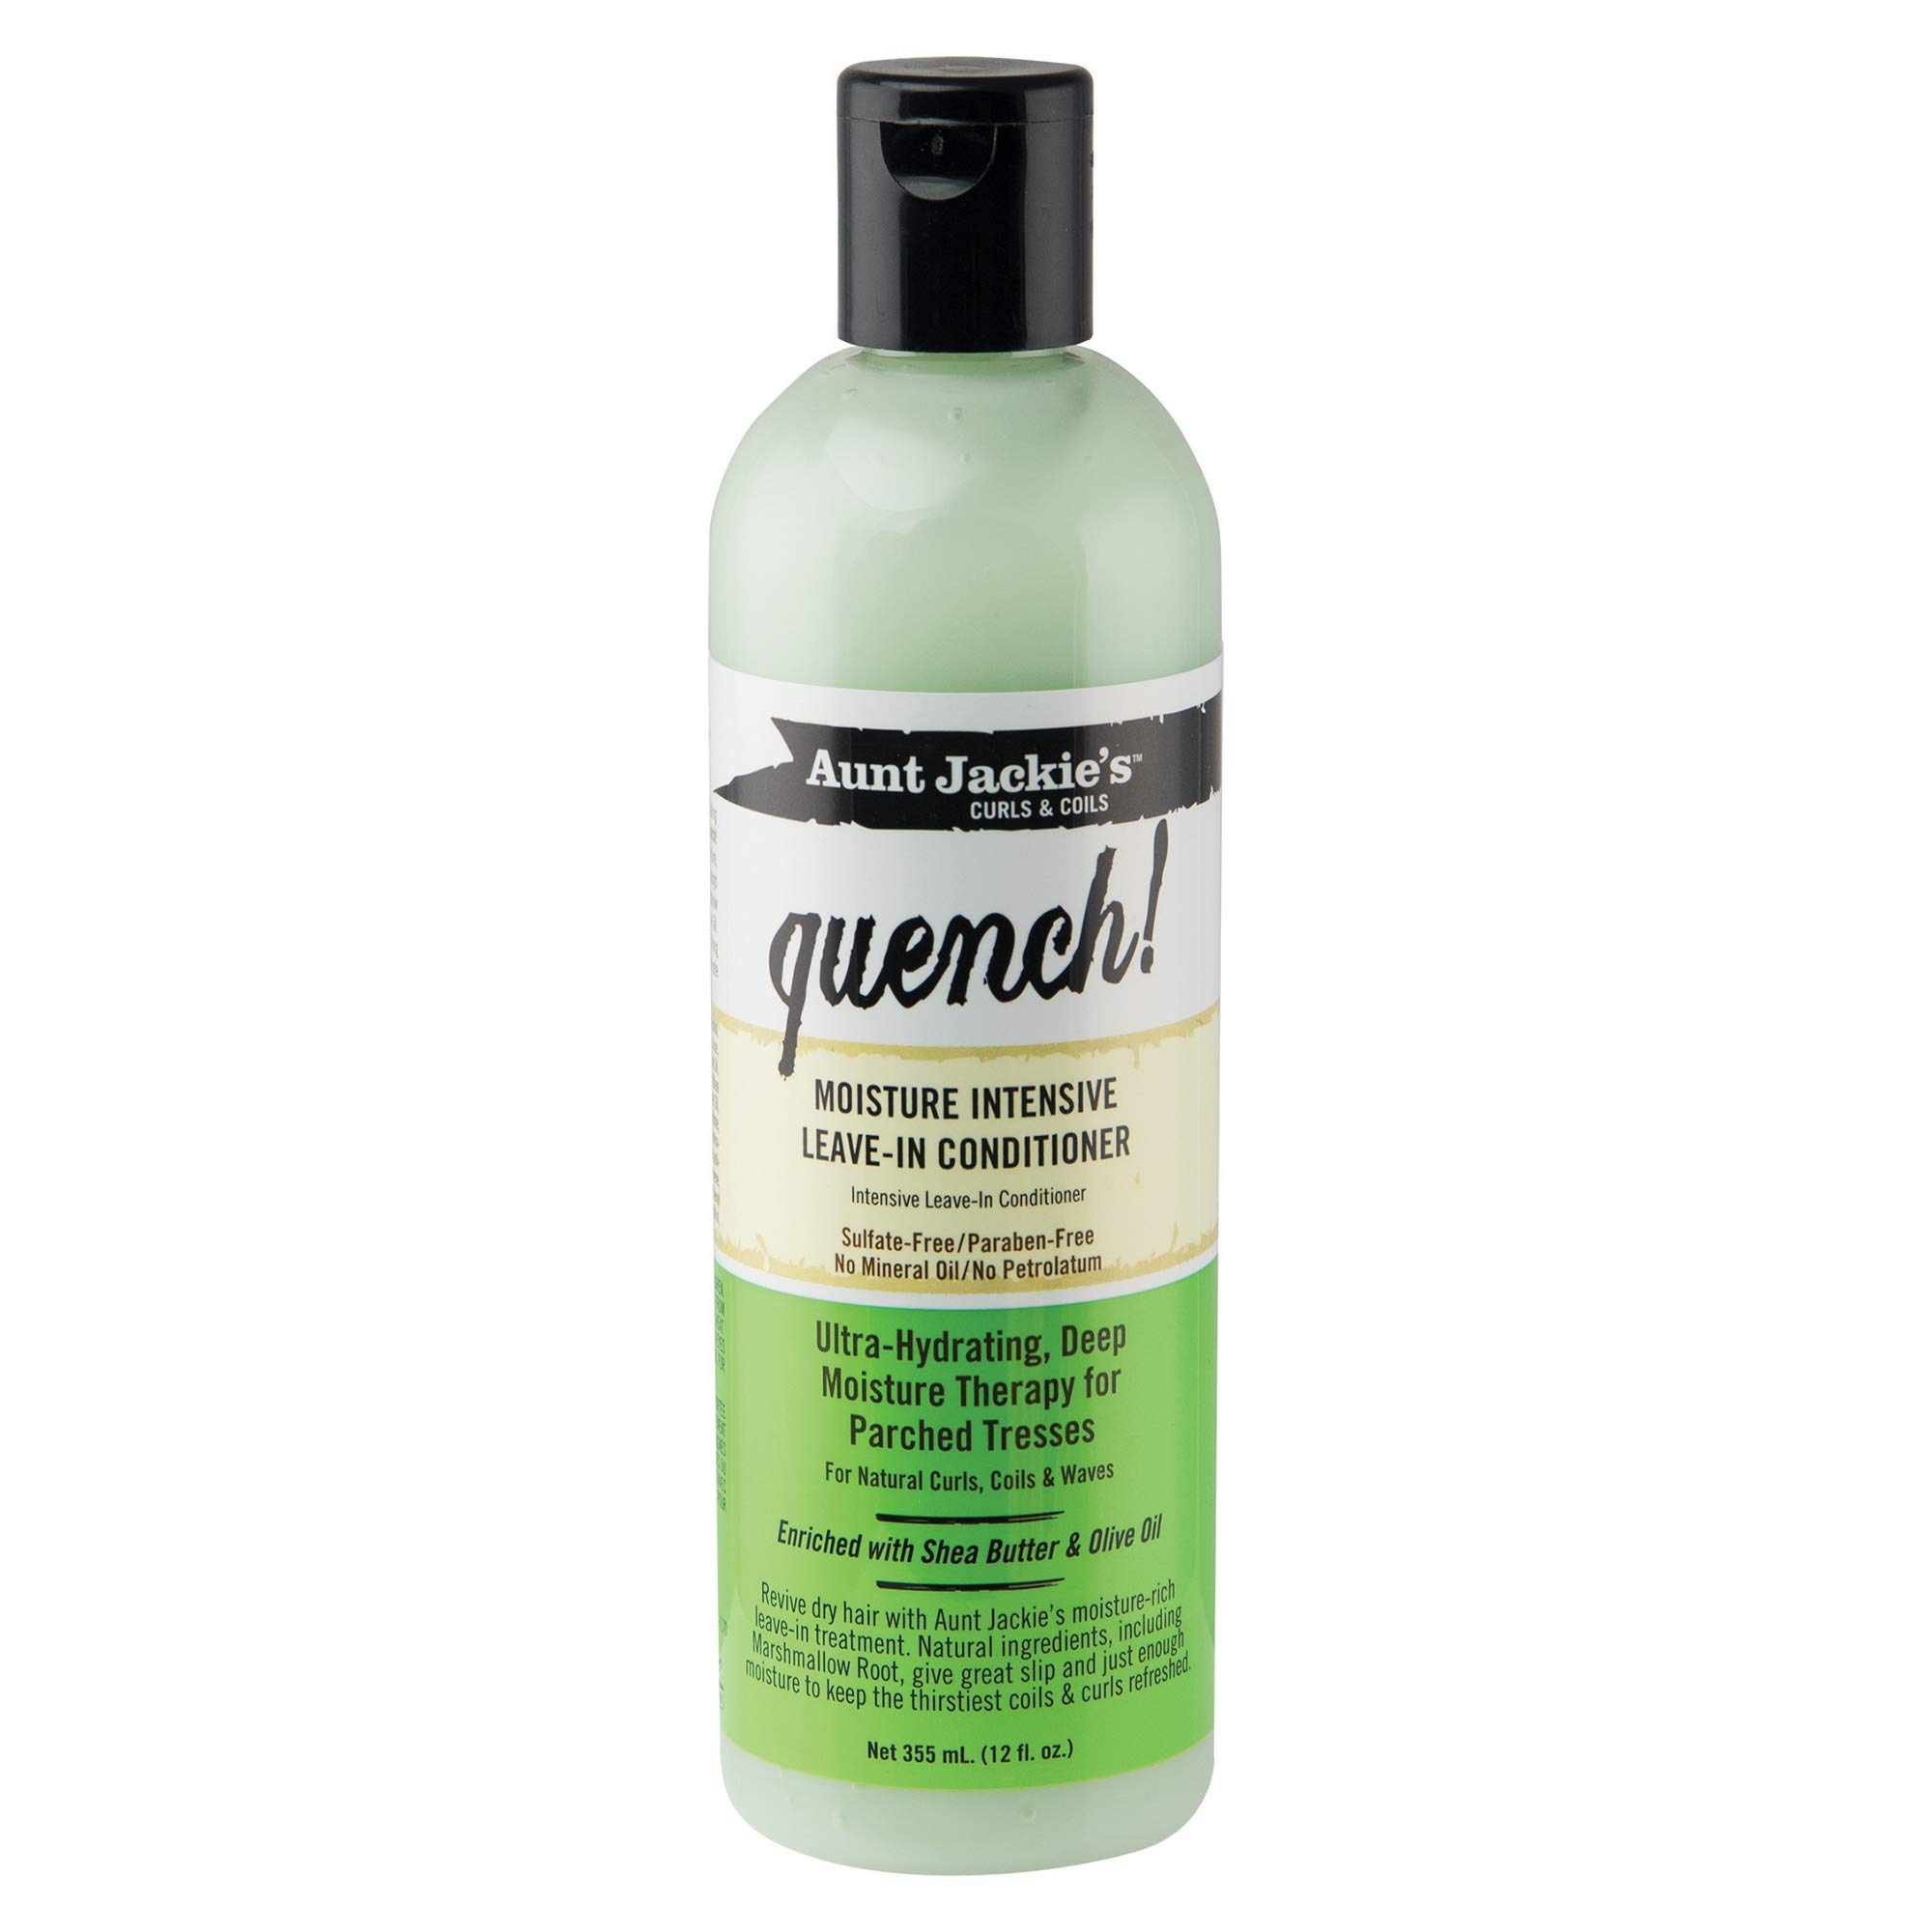 Aunt Jackie's™
CURLS & COILS
quench!
MOISTURE INTENSIVE
LEAVE-IN CONDITIONER
Intensive Leave-In Conditioner
Sulfate-Free/Paraben-Free
No Mineral Oil/No Petrolatum
Ultra-Hydrating, Deep
Moisture Therapy for
Parched Tresses
For Natural Curls, Coils & Waves
Enriched with Shea Butter & Olive Oil
Revive dry hair with Aunt Jackie's moisture-rich
leave-in treatment. Natural ingredients, including
Marshmallow Root, give great slip and just enough
moisture to keep the thirstiest coils & curls refreshed.
Net 355 mL. (12 fl. oz.)